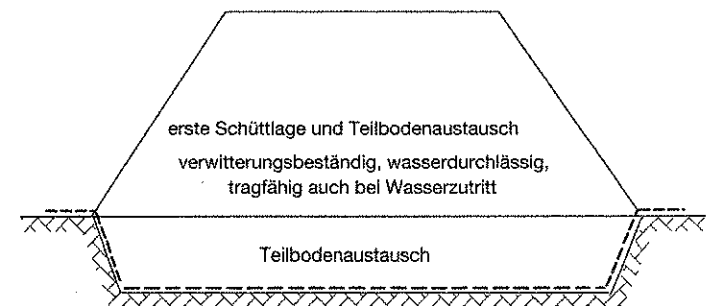 erste Schüttlage und Teilbodenaustausch
verwitterungsbeständig, wasserdurchlässig,
tragfähig auch bei Wasserzutritt
Teilbodenaustausch